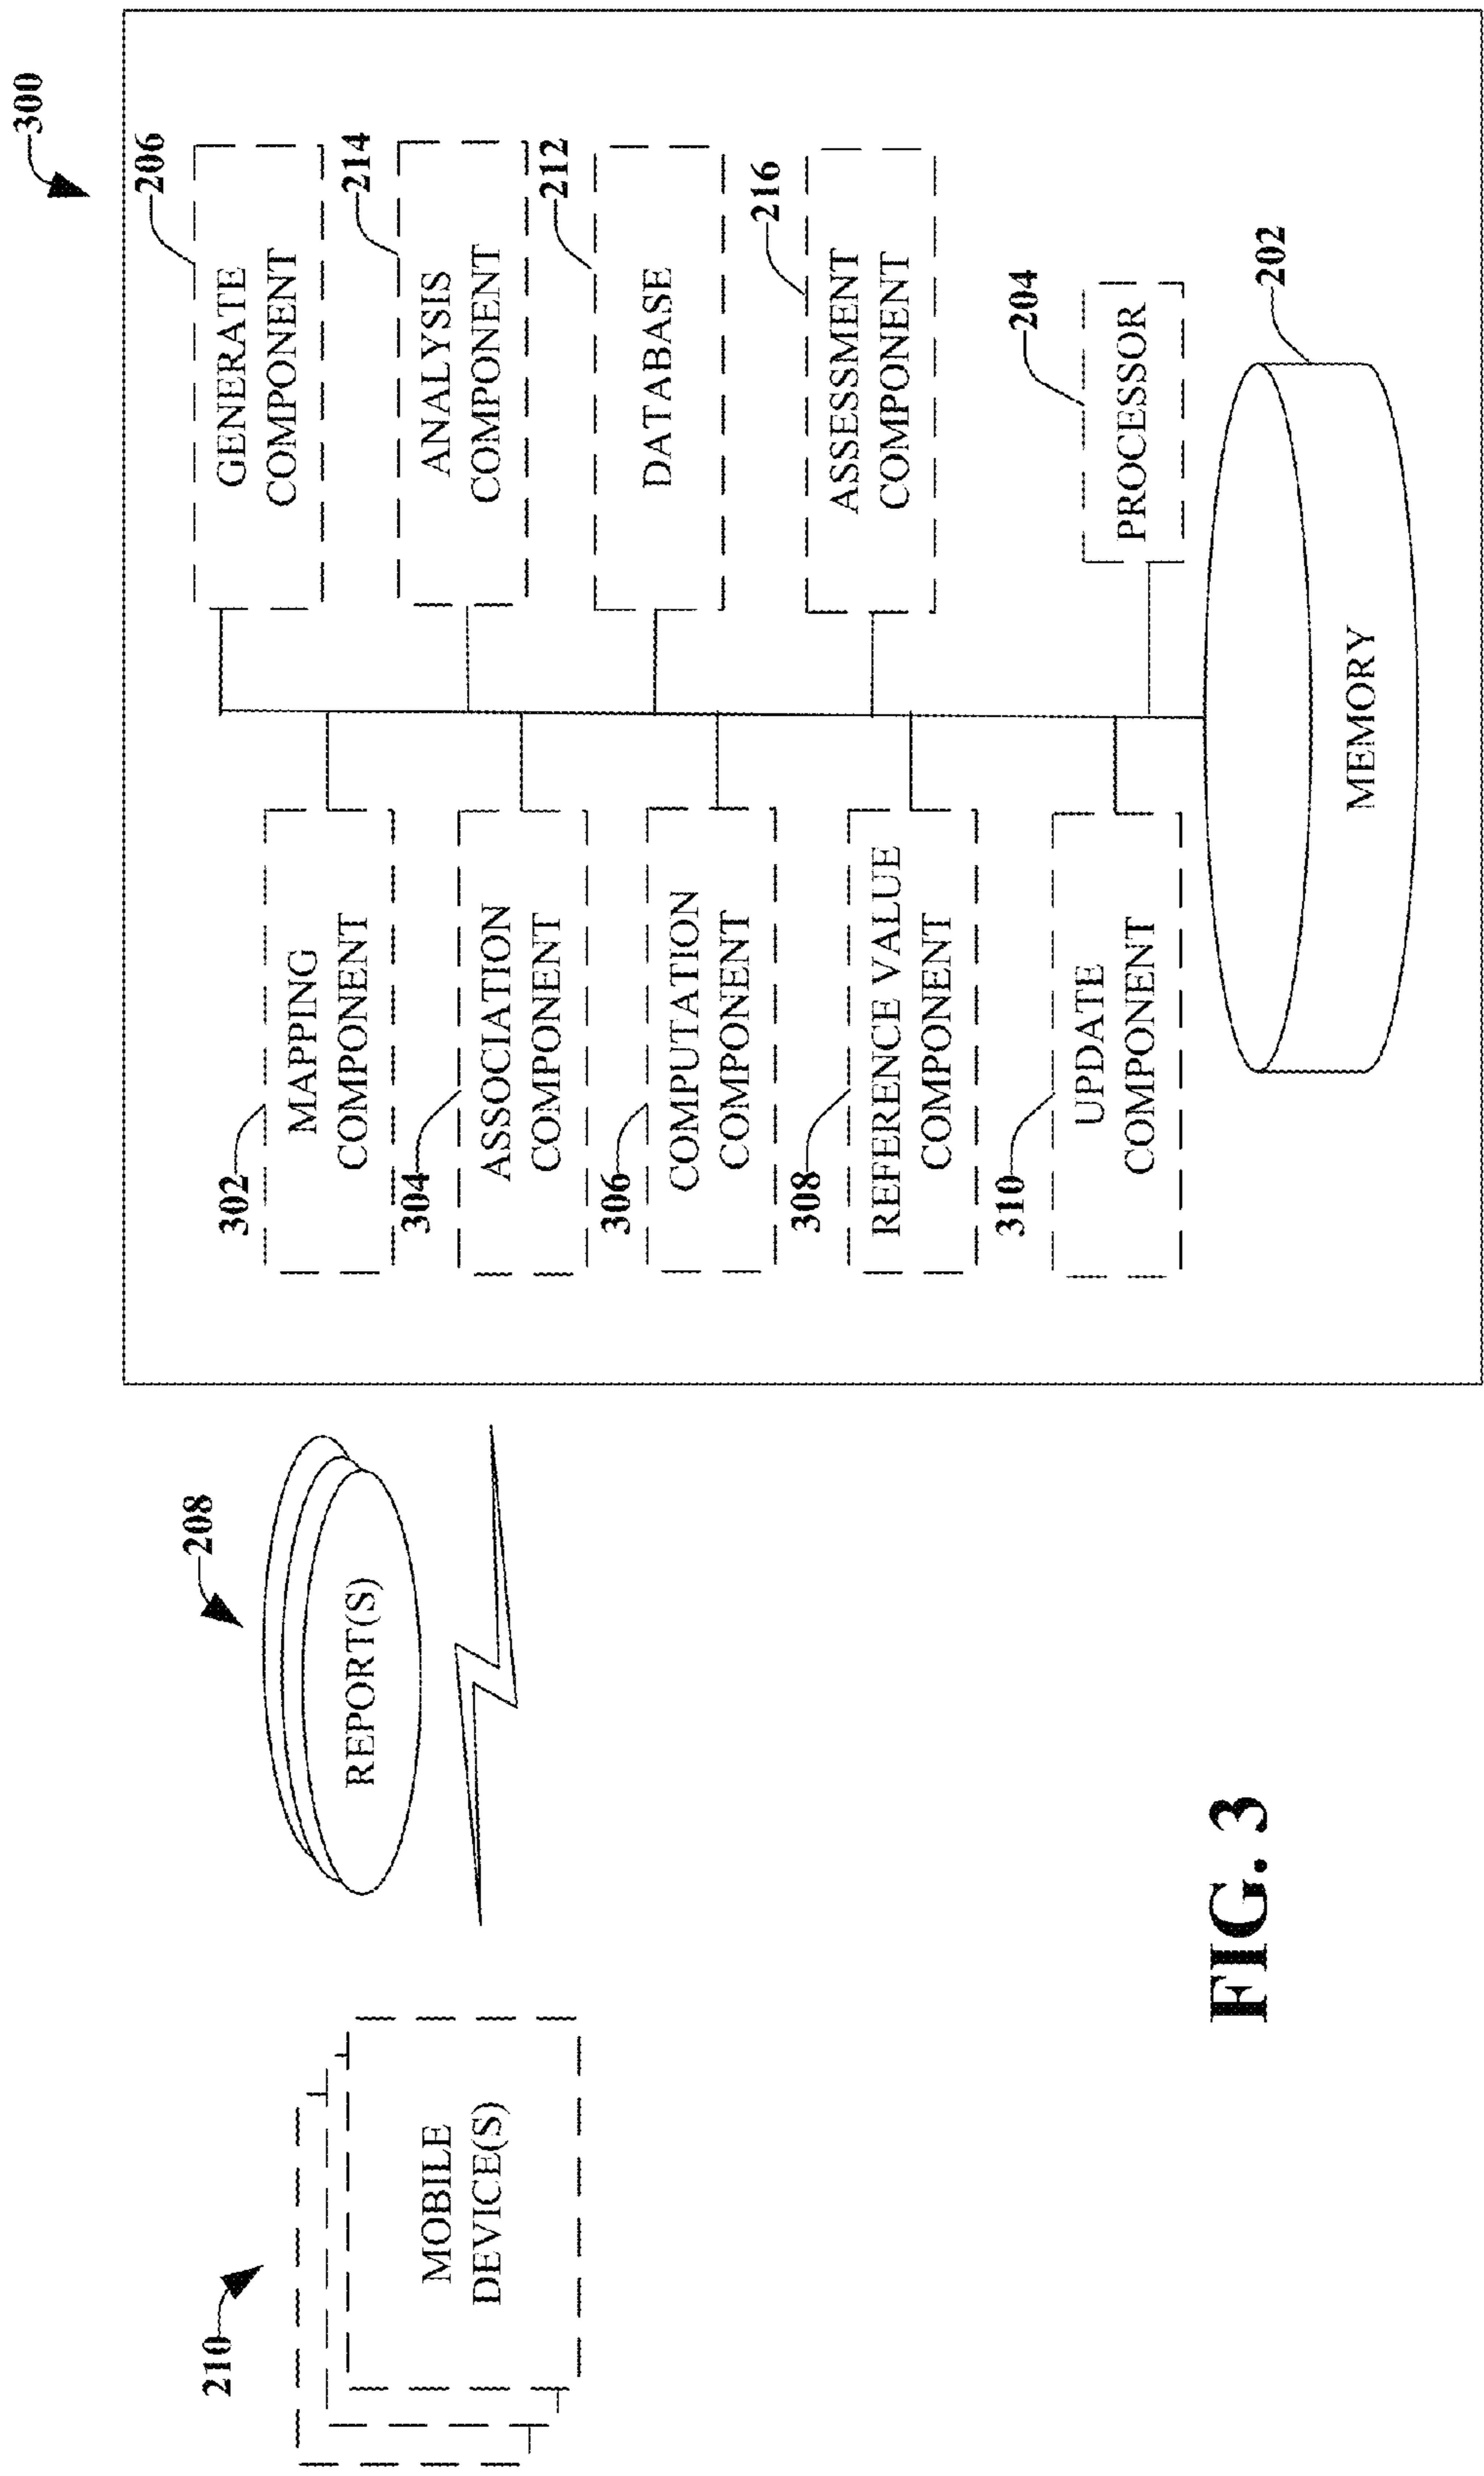 300
210
MOBILE
DEVICE(S)
208
REPORT(S)
302
MAPPING
COMPONENT
304
ASSOCIATION
COMPONENT
306
COMPUTATION
COMPONENT
308
REFERENCE VALUE
COMPONENT
310
UPDATE
COMPONENT
206
GENERATE
COMPONENT
214
ANALYSIS
COMPONENT
212
DATABASE
216
ASSESSMENT
COMPONENT
204
PROCESSOR
202
MEMORY
FIG. 3